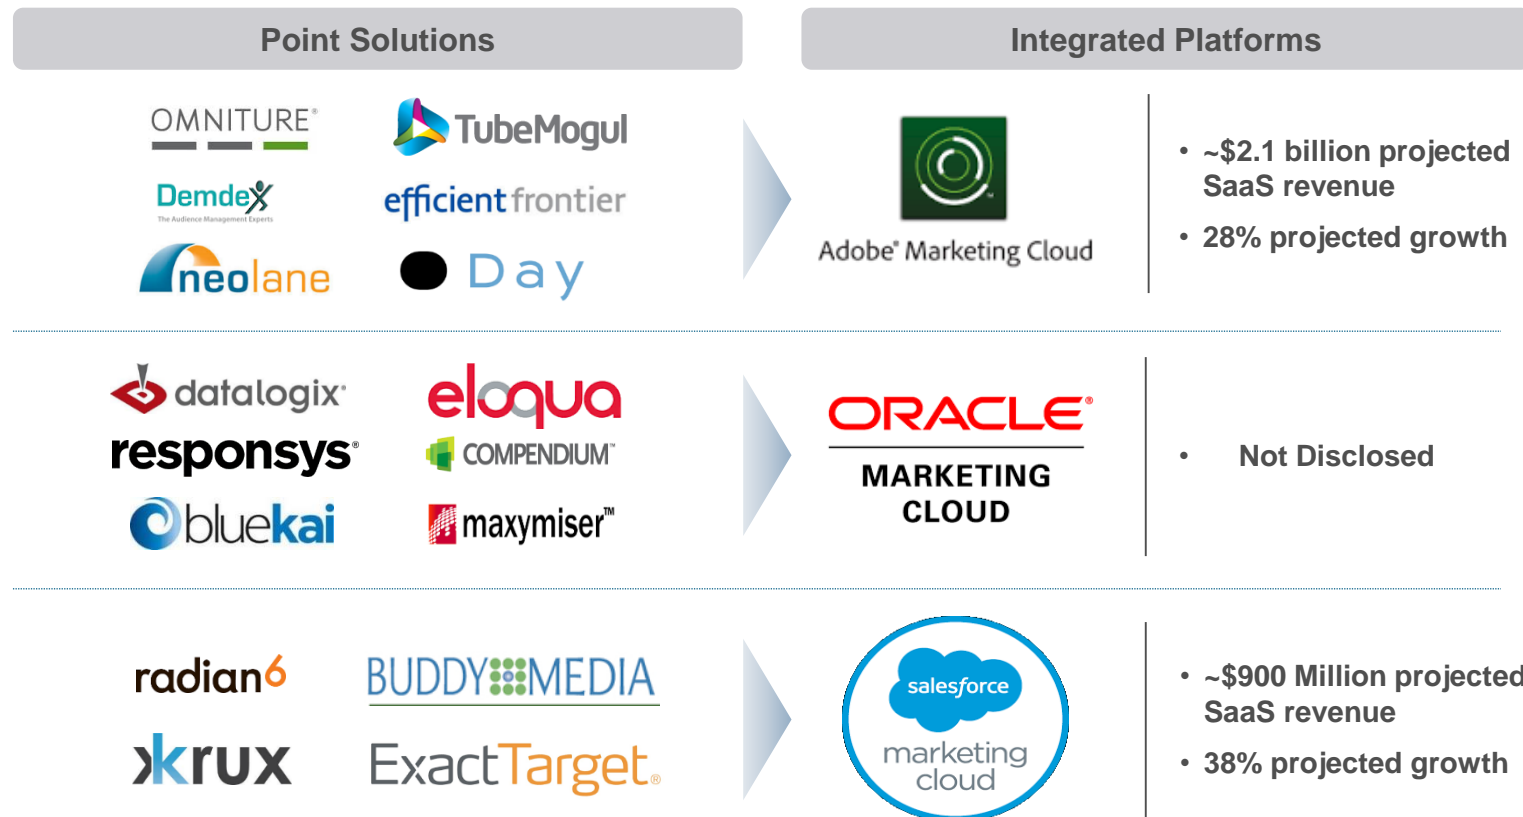 Point Solutions
Integrated Platforms
OMNITURE®
TubeMogul
Demdex
The Audience Management Experts
efficient frontier
neolane
Day
Adobe® Marketing Cloud
• ~$2.1 billion projected
SaaS revenue
• 28% projected growth
datalogix®
eloqua
responsys®
COMPENDIUM™
bluekai
maxymiser™
ORACLE®
MARKETING
CLOUD
• Not Disclosed
radian6
BUDDY MEDIA
krux
ExactTarget®
salesforce
marketing
cloud
• ~$900 Million projected
SaaS revenue
• 38% projected growth